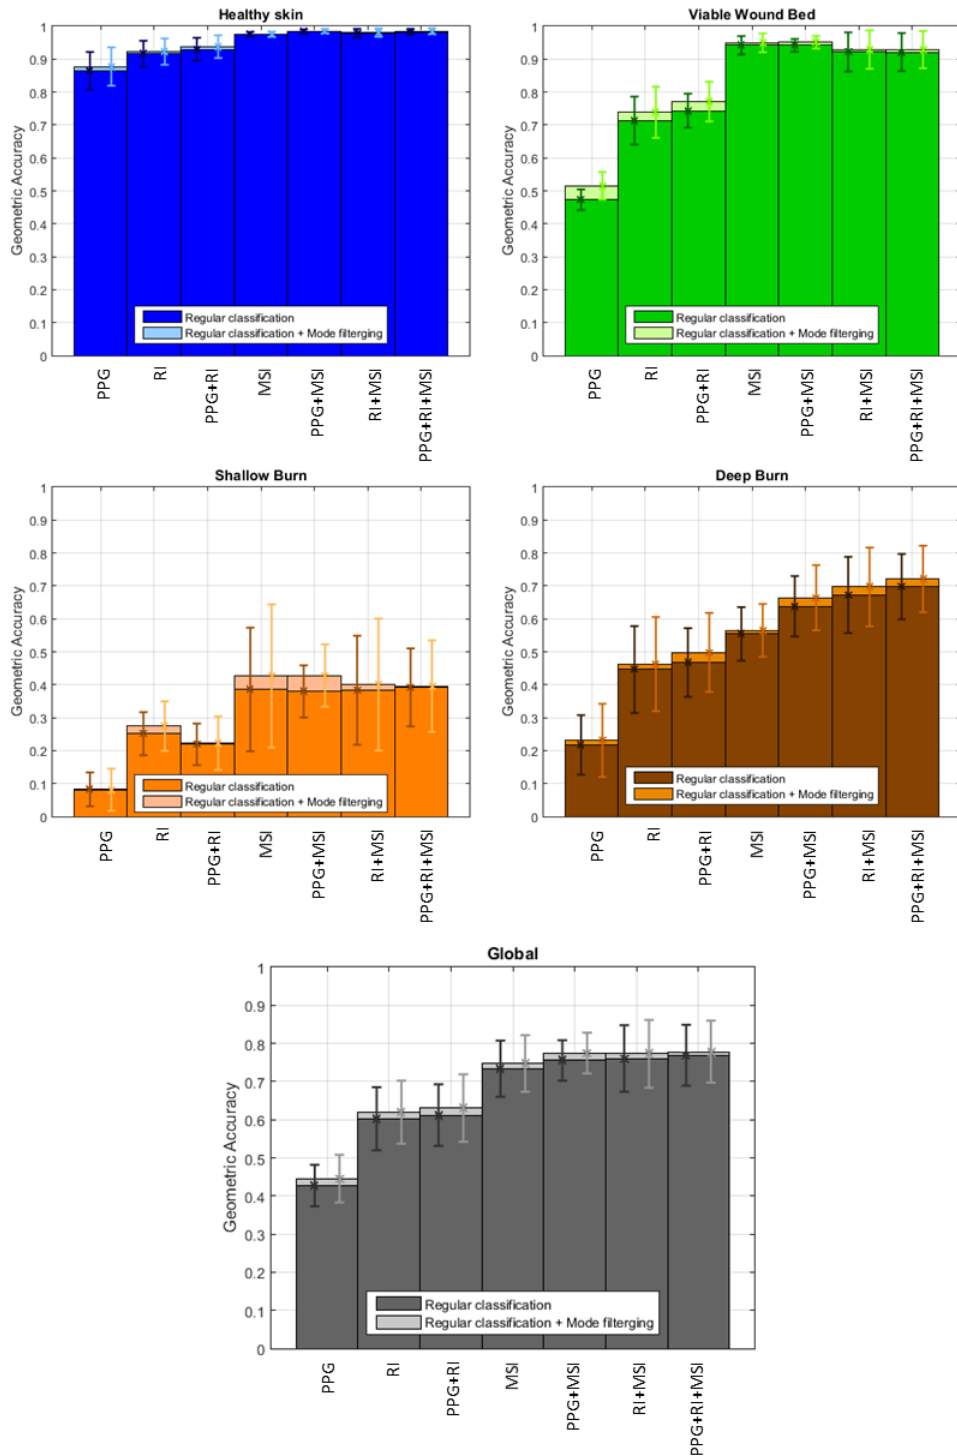 Healthy skin
Geometric Accuracy
1
0.9
0.8
0.7
0.6
0.5
0.4
0.3
0.2
0.1
0
Regular classification
Regular classification + Mode filterging
PPG
RI
PPG+RI
MSI
PPG+MSI
RI+MSI
PPG+RI+MSI
Viable Wound Bed
Geometric Accuracy
1
0.9
0.8
0.7
0.6
0.5
0.4
0.3
0.2
0.1
0
Regular classification
Regular classification + Mode filterging
PPG
RI
PPG+RI
MSI
PPG+MSI
RI+MSI
PPG+RI+MSI
Shallow Burn
Geometric Accuracy
1
0.9
0.8
0.7
0.6
0.5
0.4
0.3
0.2
0.1
0
Regular classification
Regular classification + Mode filterging
PPG
RI
PPG+RI
MSI
PPG+MSI
RI+MSI
PPG+RI+MSI
Deep Burn
Geometric Accuracy
1
0.9
0.8
0.7
0.6
0.5
0.4
0.3
0.2
0.1
0
Regular classification
Regular classification + Mode filterging
PPG
RI
PPG+RI
MSI
PPG+MSI
RI+MSI
PPG+RI+MSI
Global
Geometric Accuracy
1
0.9
0.8
0.7
0.6
0.5
0.4
0.3
0.2
0.1
0
Regular classification
Regular classification + Mode filterging
PPG
RI
PPG+RI
MSI
PPG+MSI
RI+MSI
PPG+RI+MSI